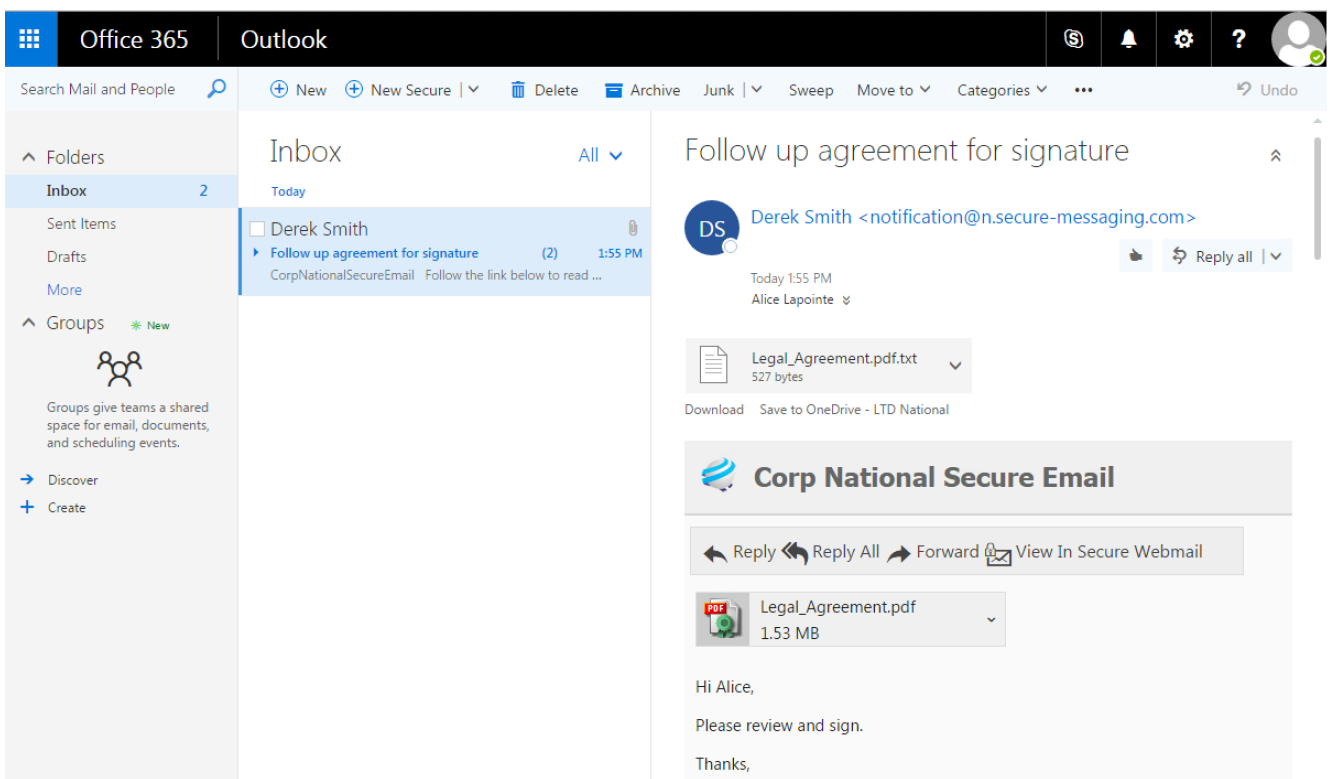 Office 365
Outlook
Search Mail and People
New
New Secure
Delete
Archive
Junk
Sweep
Move to
Categories
Undo
Folders
Inbox 2
Sent Items
Drafts
More
Groups
New
Groups give teams a shared
space for email, documents,
and scheduling events.
Discover
Create
Inbox
All
Today
Derek Smith
Follow up agreement for signature (2) 1:55 PM
CorpNationalSecureEmail Follow the link below to read ...
Follow up agreement for signature
DS
Derek Smith <notification@n.secure-messaging.com>
Reply all
Today 1:55 PM
Alice Lapointe
Legal_Agreement.pdf.txt
527 bytes
Download Save to OneDrive - LTD National
Corp National Secure Email
Reply Reply All Forward View In Secure Webmail
PDF
Legal_Agreement.pdf
1.53 MB
Hi Alice,
Please review and sign.
Thanks,